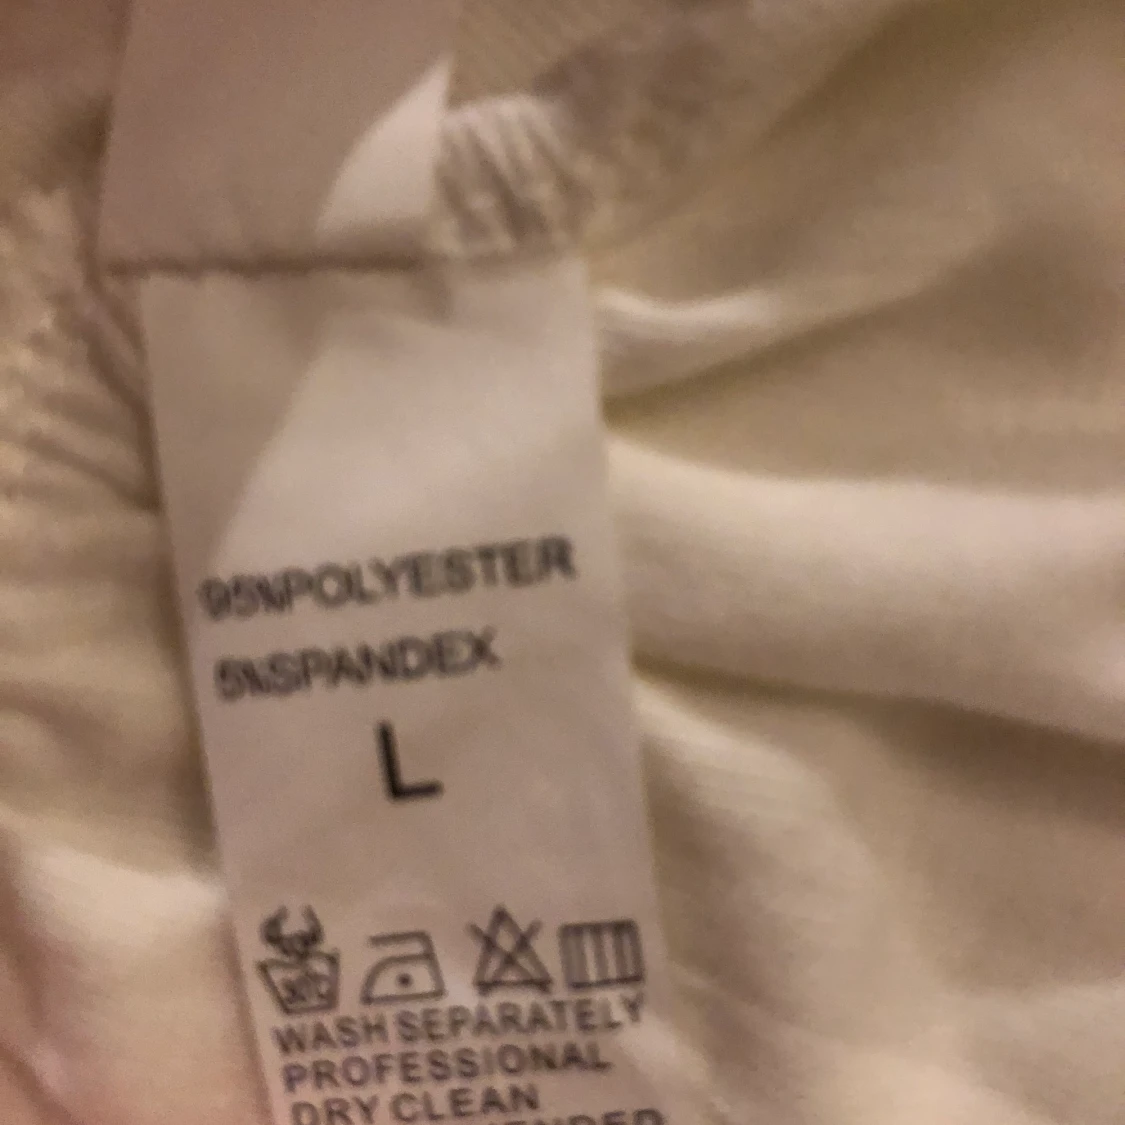 95%POLYESTER
5%SPANDEX
L
WASH SEPARATELY
PROFESSIONAL
DRY CLEAN